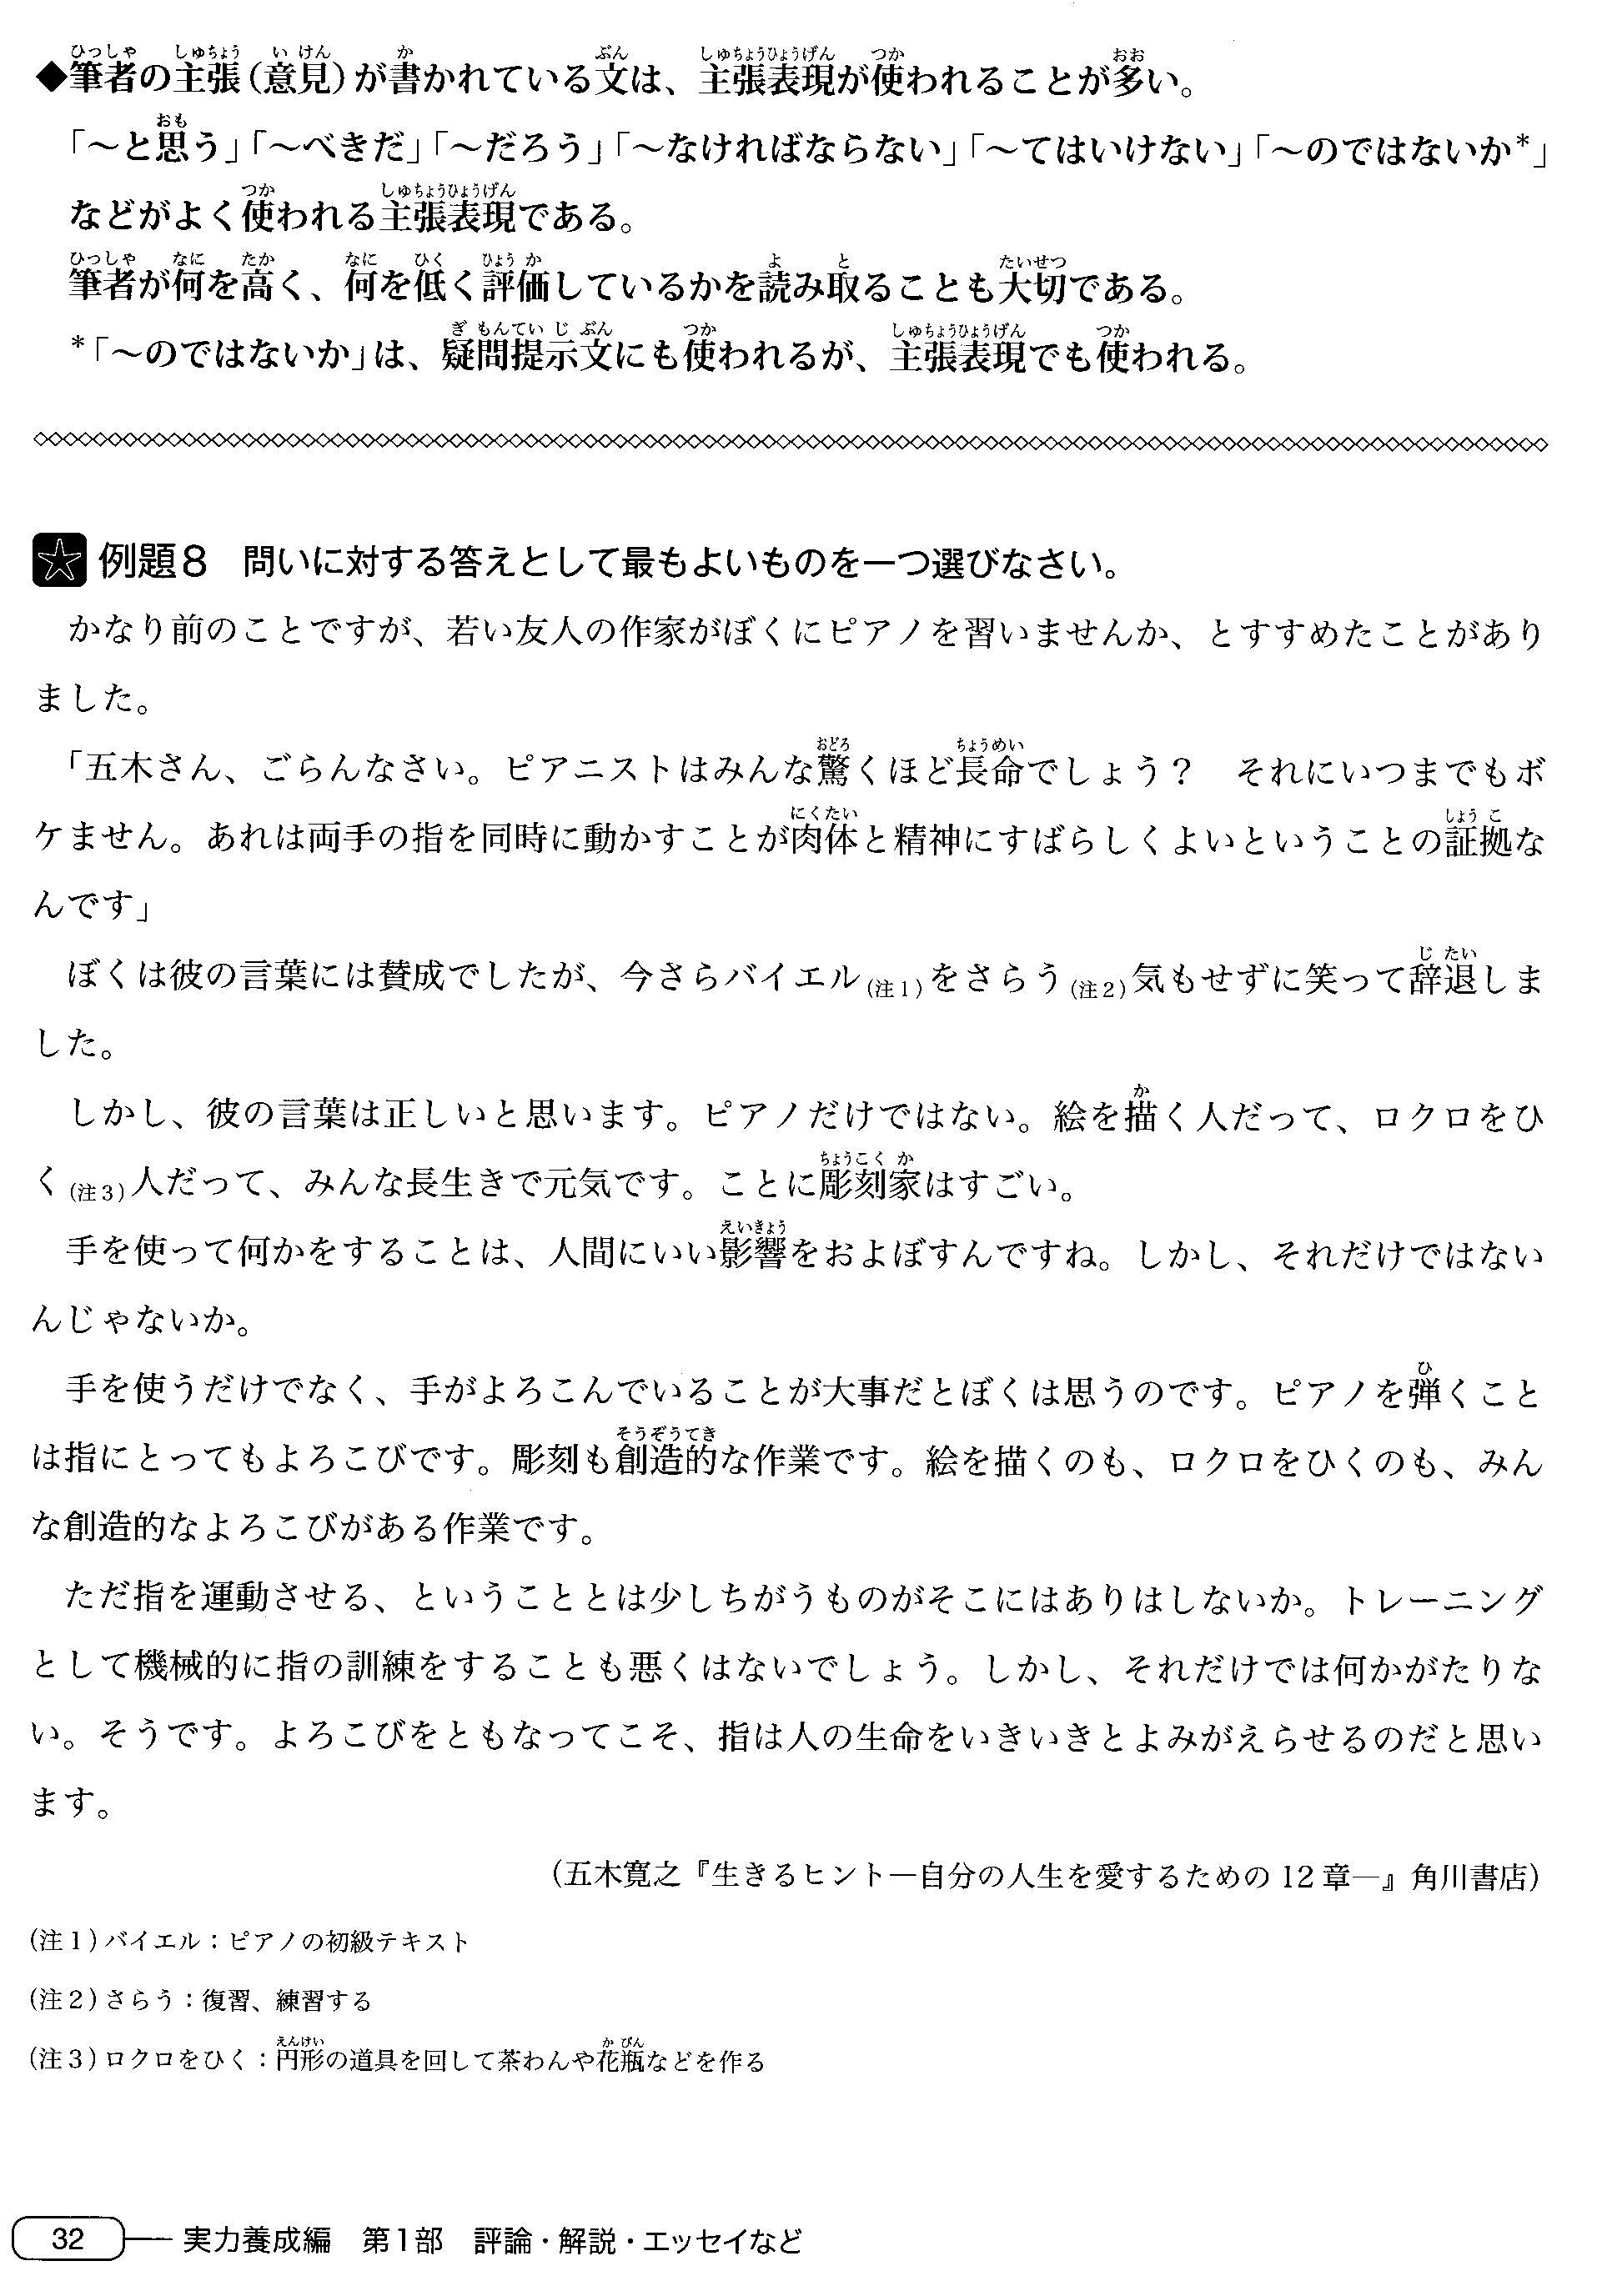 ◆筆者の主張(意見)が書かれている文は、主張表現が使われることが多い。
「～と思う」「～べきだ」「～だろう」「～なければならない」「～てはいけない」「～のではないか*」
などがよく使われる主張表現である。
筆者が何を高く、何を低く評価しているかを読み取ることも大切である。
*「～のではないか」は、疑問提示文にも使われるが、主張表現でも使われる。
例題8 問いに対する答えとして最もよいものを一つ選びなさい。
かなり前のことですが、若い友人の作家がぼくにピアノを習いませんか、とすすめたことがあり
ました。
「五木さん、ごらんなさい。ピアニストはみんな驚くほど長命でしょう？ それにいつまでもボ
ケません。あれは両手の指を同時に動かすことが肉体と精神にすばらしくよいということの証拠な
んです」
ぼくは彼の言葉には賛成でしたが、今さらバイエル(注1)をさらう(注2)気もせずに笑って辞退しま
した。
しかし、彼の言葉は正しいと思います。ピアノだけではない。絵を描く人だって、ロクロをひ
く(注3)人だって、みんな長生きで元気です。ことに彫刻家はすごい。
手を使って何かをすることは、人間にいい影響をおよぼすんですね。しかし、それだけではない
んじゃないか。
手を使うだけでなく、手がよろこんでいることが大事だとぼくは思うのです。ピアノを弾くこと
は指にとってもよろこびです。彫刻も創造的な作業です。絵を描くのも、ロクロをひくのも、みん
な創造的なよろこびがある作業です。
ただ指を運動させる、ということとは少しちがうものがそこにはありはしないか。トレーニング
として機械的に指の訓練をすることも悪くはないでしょう。しかし、それだけでは何かがたりな
い。そうです。よろこびをともなってこそ、指は人の生命をいきいきとよみがえらせるのだと思い
ます。
(五木寛之『生きるヒント―自分の人生を愛するための12章―』角川書店)
(注1)バイエル：ピアノの初級テキスト
(注2)さらう：復習、練習する
(注3)ロクロをひく：円形の道具を回して茶わんや花瓶などを作る
32 実力養成編 第1部 評論・解説・エッセイなど